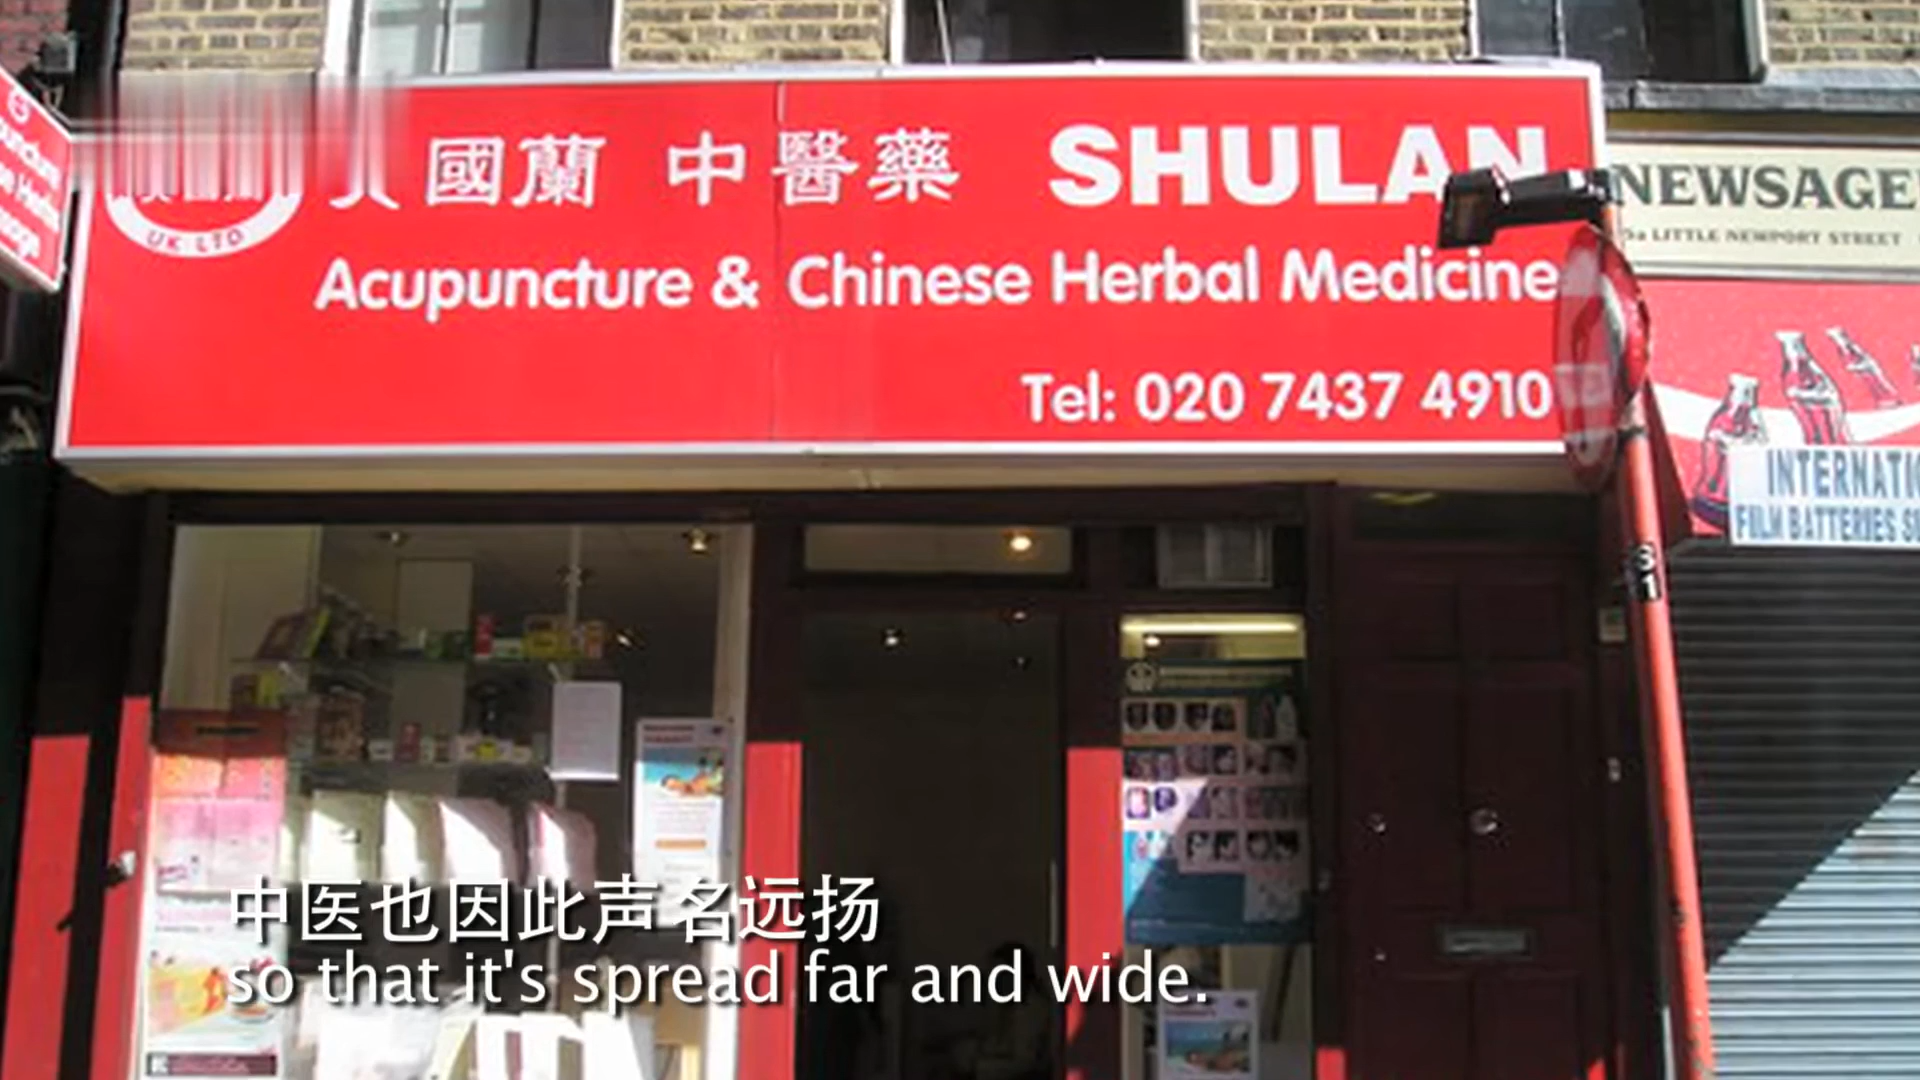 國蘭 中醫藥 SHULAN
UK LTD
Acupuncture & Chinese Herbal Medicine
Tel: 020 7437 4910
NEWSAGE
LITTLE NEWPORT STREET
INTERNATIO
FILM BATTERIES
31
中医也因此声名远扬
so that it's spread far and wide.